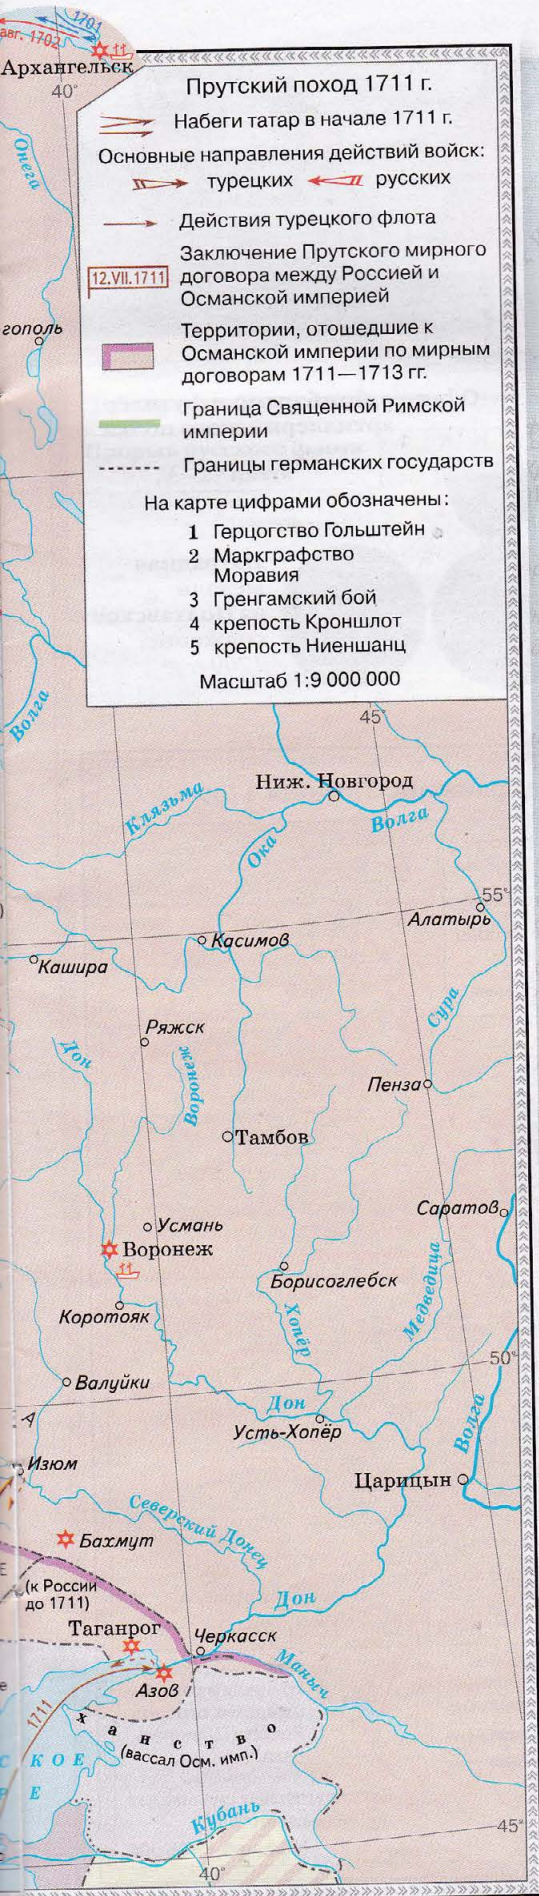 1701
авг. 1702
Архангельск
40°
Онега
гополь
Волга
Прутский поход 1711 г.
Набеги татар в начале 1711 г.
Основные направления действий войск:
турецких русских
Действия турецкого флота
12.VII.1711
Заключение Прутского мирного
договора между Россией и
Османской империей
Территории, отошедшие к
Османской империи по мирным
договорам 1711—1713 гг.
Граница Священной Римской
империи
Границы германских государств
На карте цифрами обозначены:
1 Герцогство Гольштейн
2 Маркграфство
Моравия
3 Гренгамский бой
4 крепость Кроншлот
5 крепость Ниеншанц
Масштаб 1:9 000 000
45°
Ниж. Новгород
Клязьма
Волга
Ока
55°
Алатырь
Касимов
Кашира
Сура
Ряжск
Дон
Воронеж
Пенза
Тамбов
Саратов
Усмань
Воронеж
Борисоглебск
Медведица
Коротояк
Хопёр
50°
Валуйки
Дон
Волга
А
Усть-Хопёр
Изюм
Царицын
Северский Донец
Бахмут
Е
(к России
до 1711)
Дон
Таганрог
Черкасск
Маныч
Азов
1711
ханство
(вассал Осм. имп.)
СКОЕ
РЕ
Кубань
45°
40°